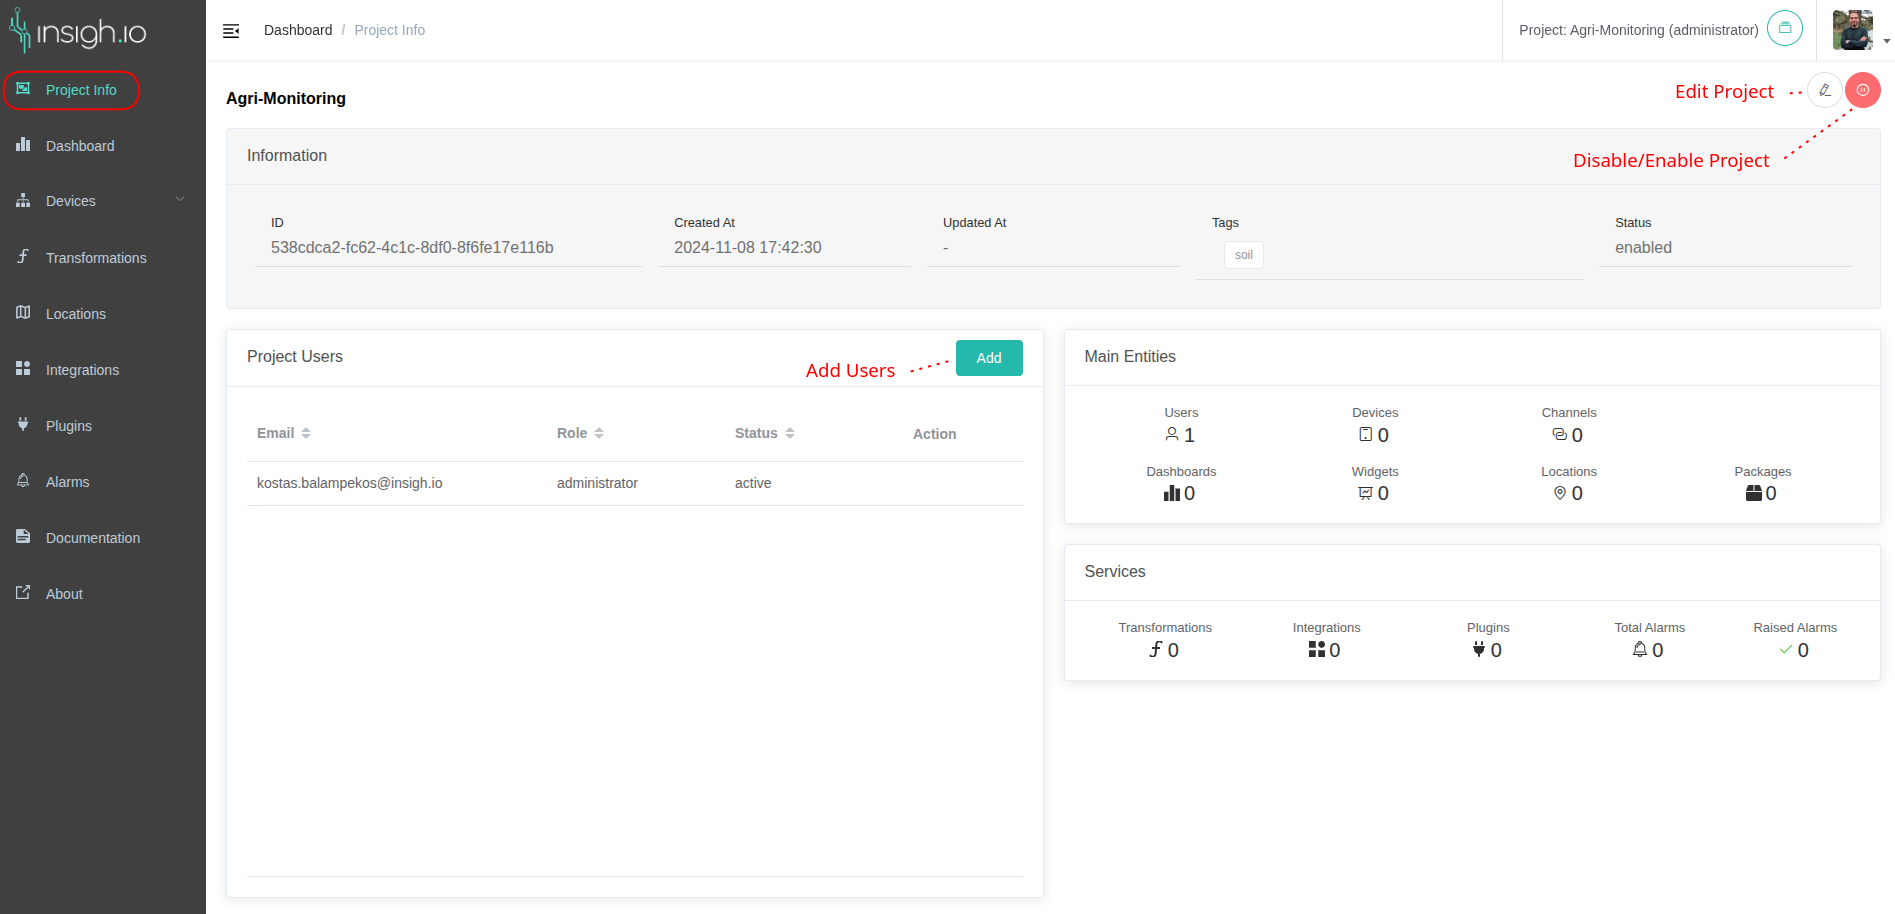 insigh.io
Dashboard / Project Info
Project: Agri-Monitoring (administrator)
Project Info
Dashboard
Devices
Transformations
Locations
Integrations
Plugins
Alarms
Documentation
About
Agri-Monitoring
Edit Project
Disable/Enable Project
Information
ID
538cdca2-fc62-4c1c-8df0-8f6fe17e116b
Created At
2024-11-08 17:42:30
Updated At
-
Tags
soil
Status
enabled
Project Users
Add Users
Add
Email Role Status Action
kostas.balampekos@insigh.io administrator active
Main Entities
Users Devices Channels
1 0 0
Dashboards Widgets Locations Packages
0 0 0 0
Services
Transformations Integrations Plugins Total Alarms Raised Alarms
0 0 0 0 0